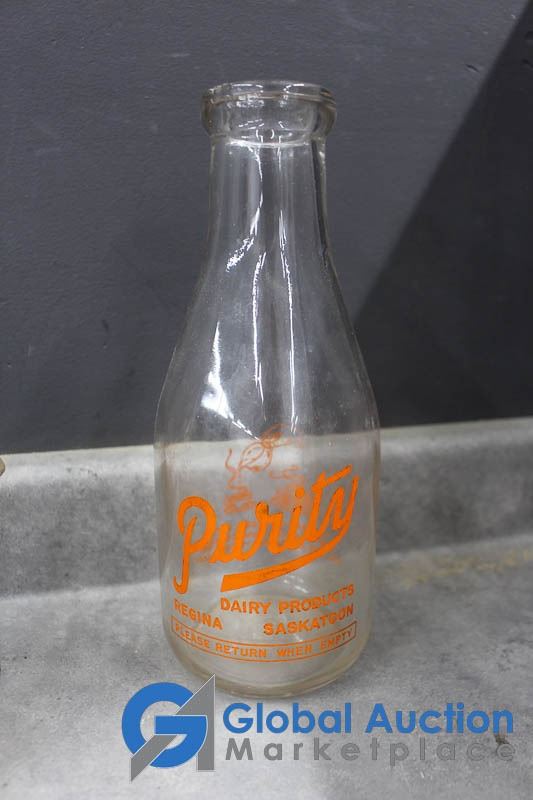 Purity
DAIRY PRODUCTS
REGINA SASKATOON
PLEASE RETURN WHEN EMPTY
Global Auction
Marketplace